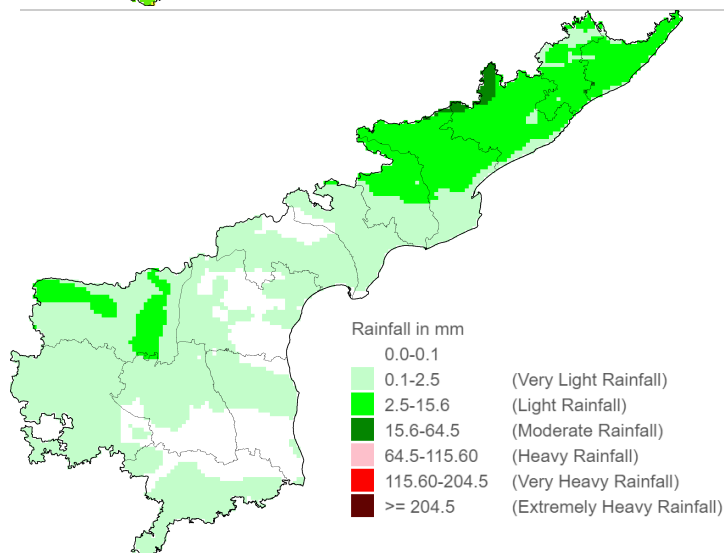 Rainfall in mm
0.0-0.1
0.1-2.5 (Very Light Rainfall)
2.5-15.6 (Light Rainfall)
15.6-64.5 (Moderate Rainfall)
64.5-115.60 (Heavy Rainfall)
115.60-204.5 (Very Heavy Rainfall)
>= 204.5 (Extremely Heavy Rainfall)